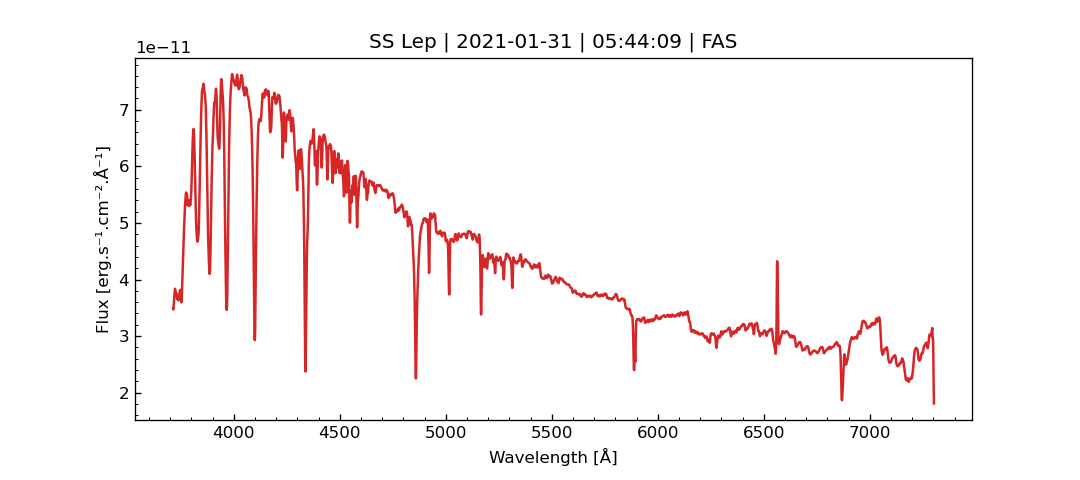 SS Lep | 2021-01-31 | 05:44:09 | FAS
1e−11
7
6
5
4
3
2
Flux [erg.s⁻¹.cm⁻².Å⁻¹]
4000 4500 5000 5500 6000 6500 7000
Wavelength [Å]